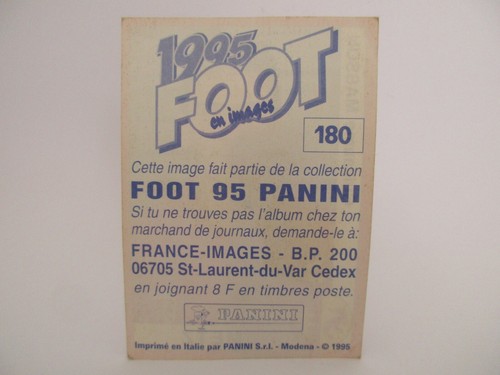 1995
FOOT
en images
180
Cette image fait partie de la collection
FOOT 95 PANINI
Si tu ne trouves pas l'album chez ton
marchand de journaux, demande-le à:
FRANCE-IMAGES - B.P. 200
06705 St-Laurent-du-Var Cedex
en joignant 8 F en timbres poste.
PANINI
Imprimé en Italie par PANINI S.r.l. - Modena - © 1995